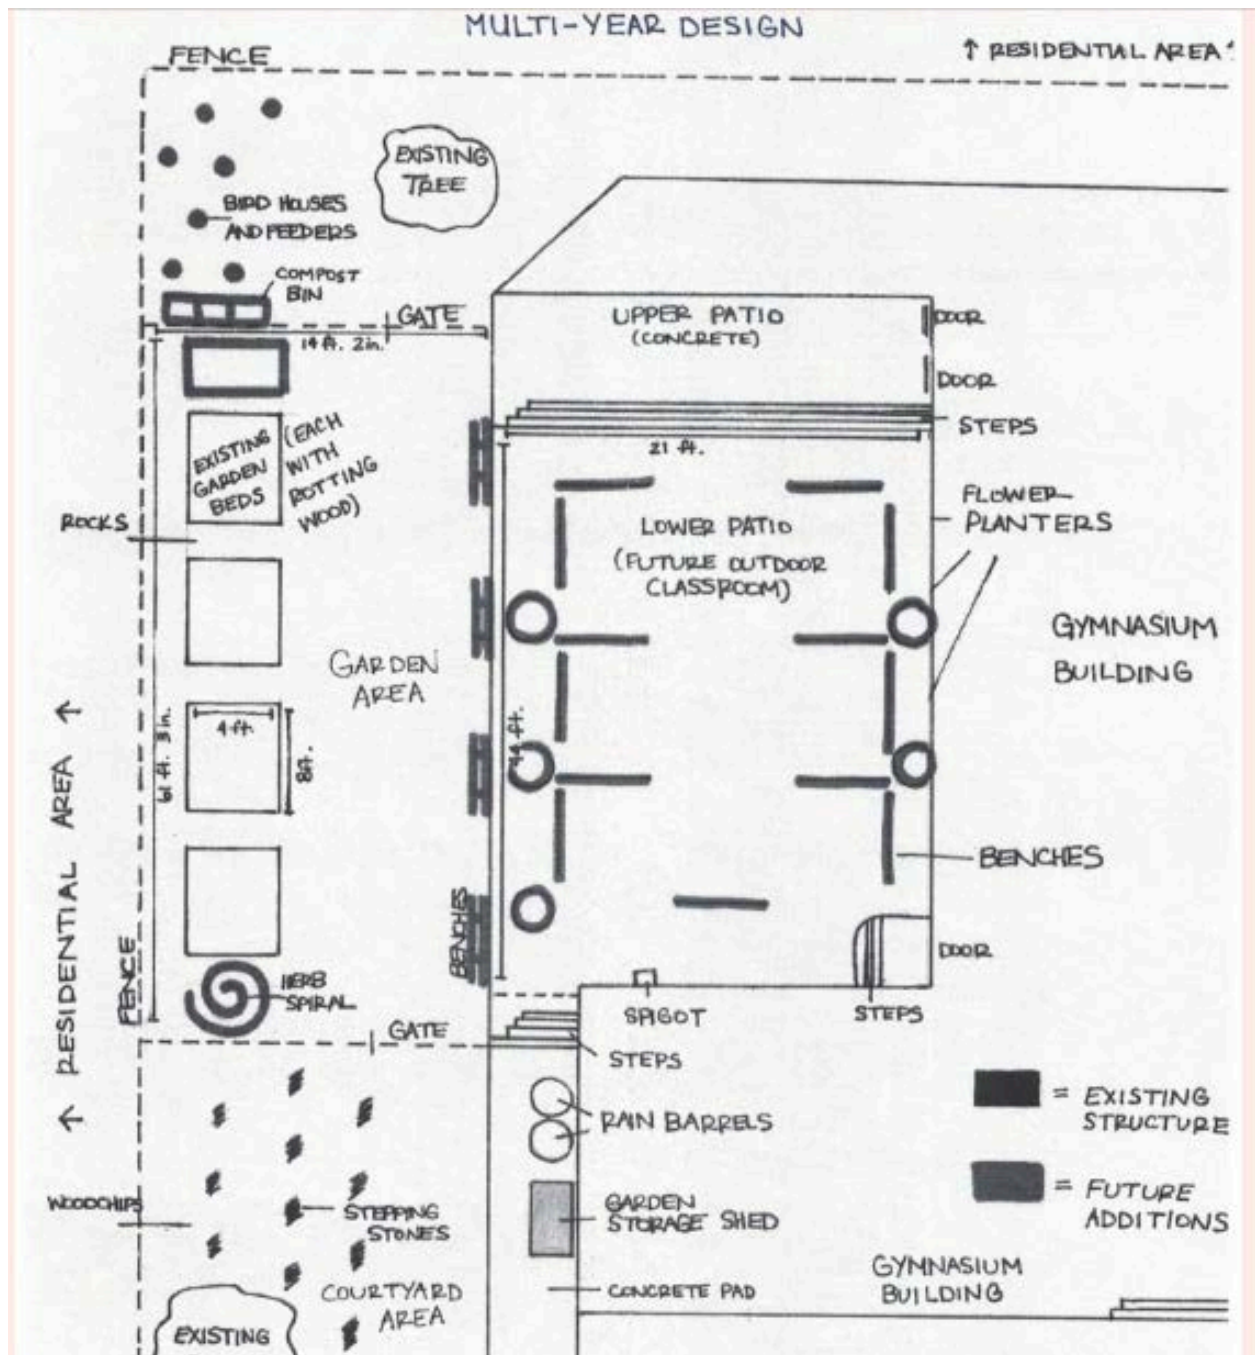 MULTI-YEAR DESIGN
FENCE
↑ RESIDENTIAL AREA ↑
EXISTING
TREE
BIRD HOUSES
AND FEEDERS
COMPOST
BIN
GATE
14 ft. 2in.
UPPER PATIO
(CONCRETE)
DOOR
DOOR
STEPS
21 ft.
EXISTING
GARDEN
BEDS
(EACH
WITH
ROTTING
WOOD)
ROCKS
FLOWER
PLANTERS
LOWER PATIO
(FUTURE OUTDOOR
CLASSROOM)
GYMNASIUM
BUILDING
GARDEN
AREA
4 ft.
8ft.
61 ft. 3 in.
44 ft.
↑ RESIDENTIAL AREA ↑
FENCE
BENCHES
BENCHES
HERB
SPIRAL
DOOR
SPIGOT
STEPS
GATE
STEPS
RAIN BARRELS
= EXISTING
STRUCTURE
= FUTURE
ADDITIONS
WOODCHIPS
STEPPING
STONES
GARDEN
STORAGE SHED
CONCRETE PAD
COURTYARD
AREA
GYMNASIUM
BUILDING
EXISTING